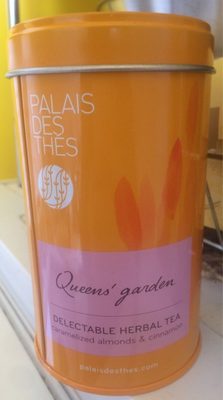 PALAIS
DES
THÉS
Queens' garden
DELECTABLE HERBAL TEA
caramelized almonds & cinnamon
palaisdesthes.com